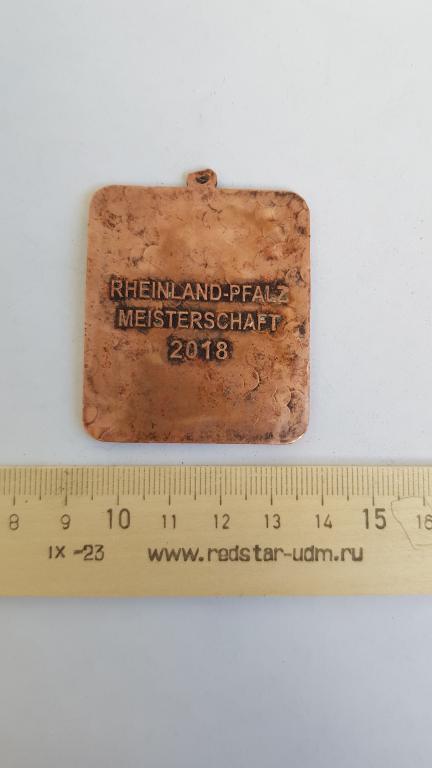 RHEINLAND-PFALZ
MEISTERSCHAFT
2018
8 9 10 11 12 13 14 15 16
IX -23 www.redstar-udm.ru